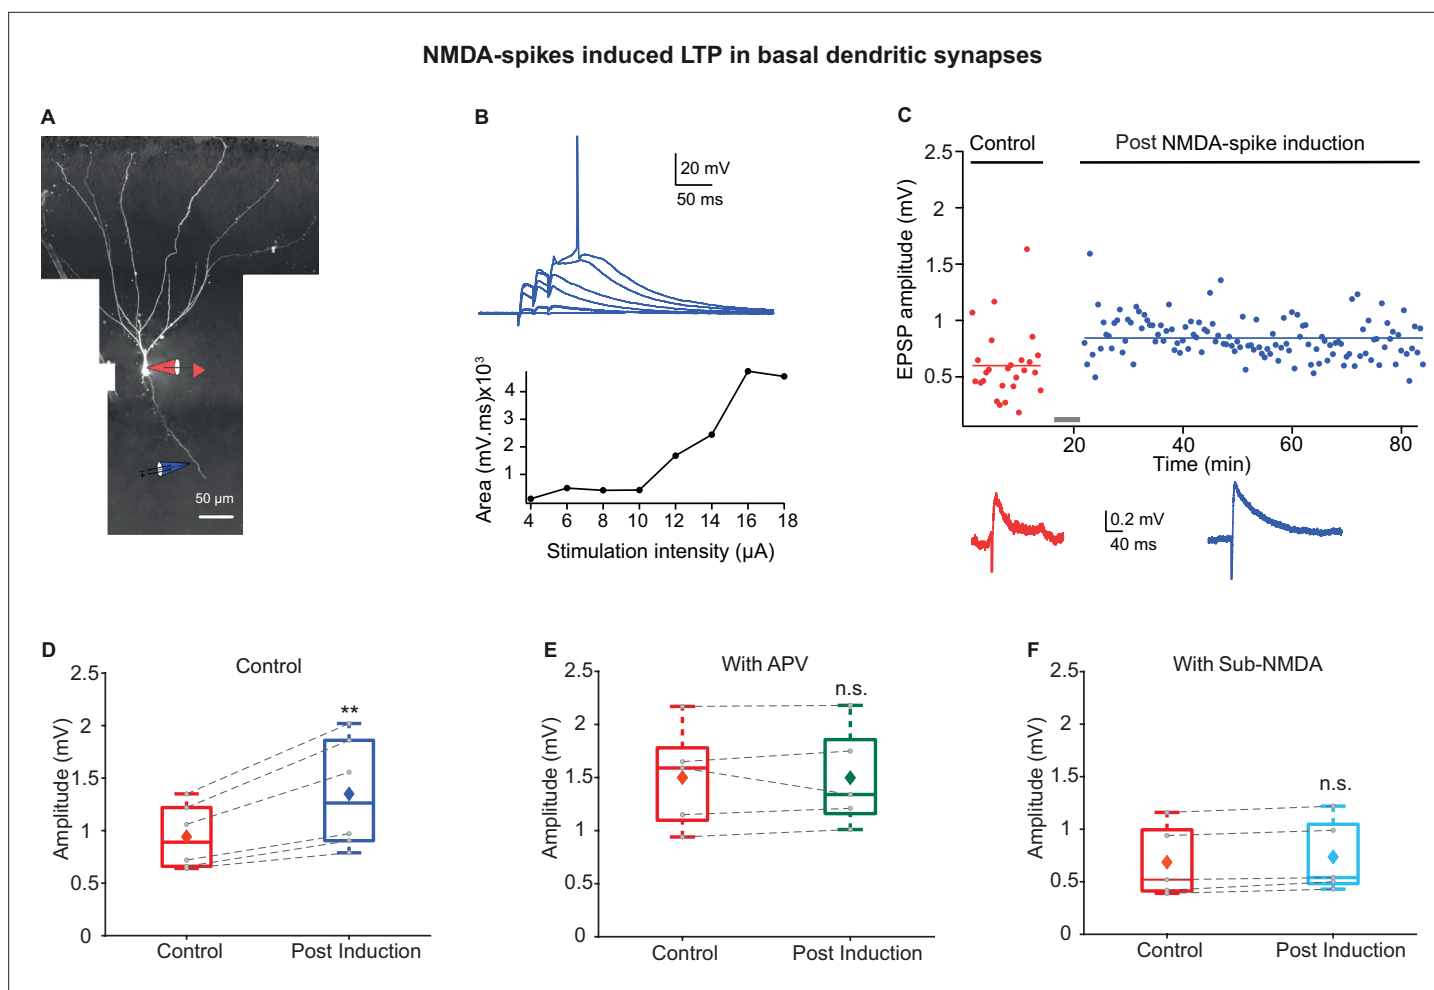 NMDA-spikes induced LTP in basal dendritic synapses
A
50 µm
B
20 mV
50 ms
Area (mV.ms)x10³
4
3
2
1
4 6 8 10 12 14 16 18
Stimulation intensity (µA)
C
Control
Post NMDA-spike induction
EPSP amplitude (mV)
2.5
2
1.5
1
0.5
20 40 60 80
Time (min)
0.2 mV
40 ms
D
Control
Amplitude (mV)
2.5
2
**
1.5
1
0.5
0
Control Post Induction
E
With APV
Amplitude (mV)
2.5
n.s.
2
1.5
1
0.5
0
Control Post Induction
F
With Sub-NMDA
Amplitude (mV)
2.5
2
1.5
n.s.
1
0.5
0
Control Post Induction